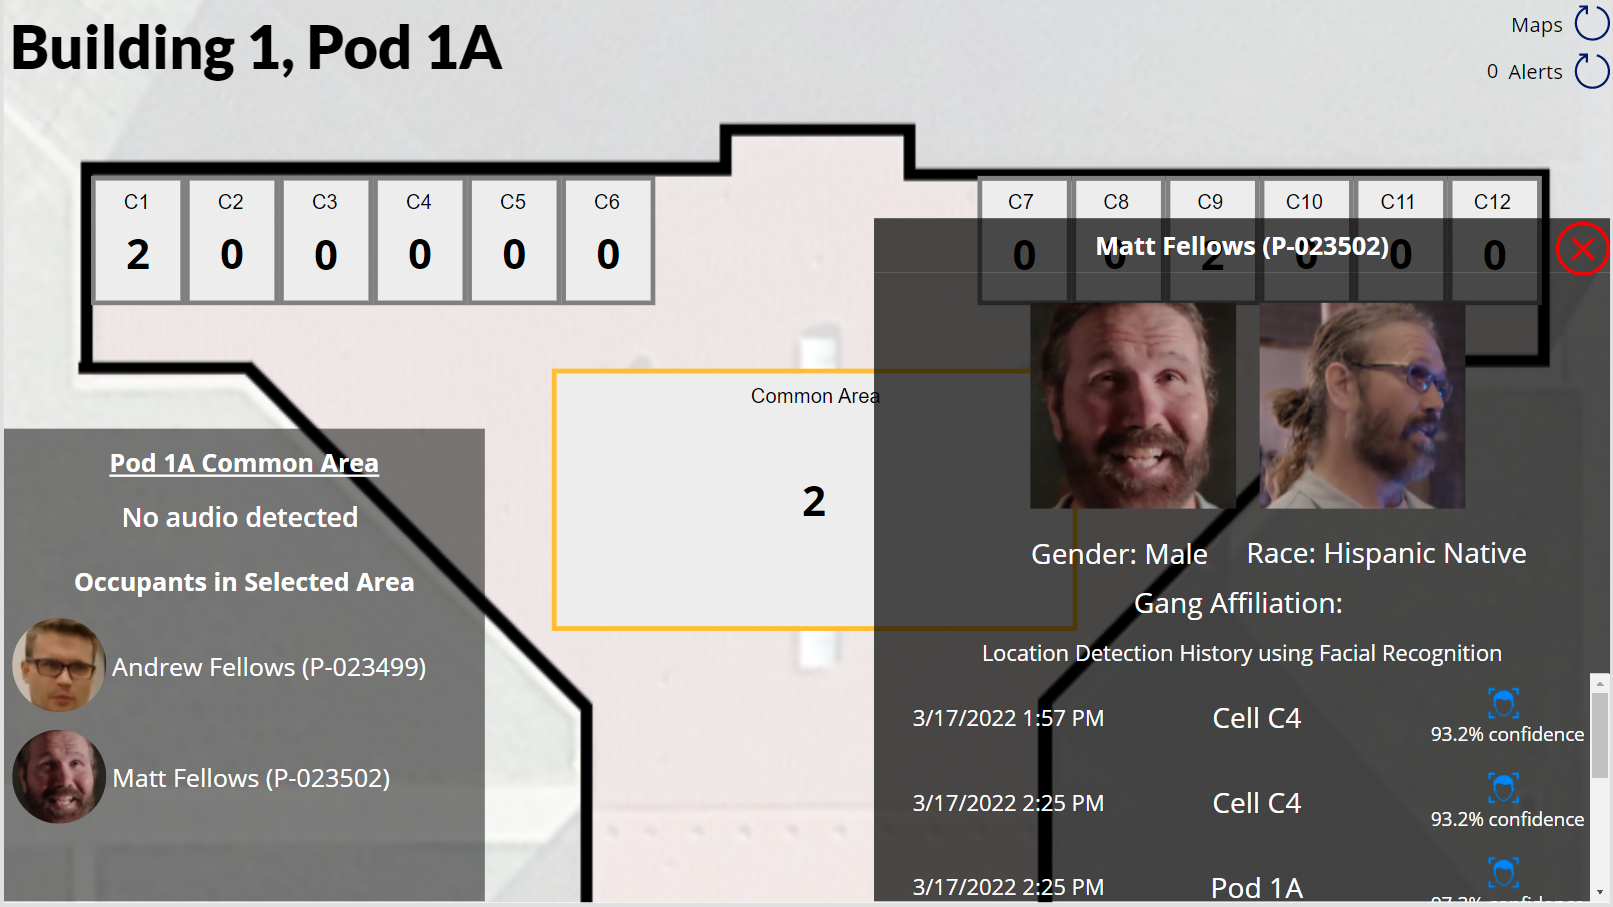 Building 1, Pod 1A
Maps
0 Alerts
C1 C2 C3 C4 C5 C6
2 0 0 0 0 0
C7 C8 C9 C10 C11 C12
0 0 2 0 0 0
Common Area
2
Pod 1A Common Area
No audio detected
Occupants in Selected Area
Andrew Fellows (P-023499)
Matt Fellows (P-023502)
Matt Fellows (P-023502)
Gender: Male Race: Hispanic Native
Gang Affiliation:
Location Detection History using Facial Recognition
3/17/2022 1:57 PM Cell C4
93.2% confidence
3/17/2022 2:25 PM Cell C4
93.2% confidence
3/17/2022 2:25 PM Pod 1A